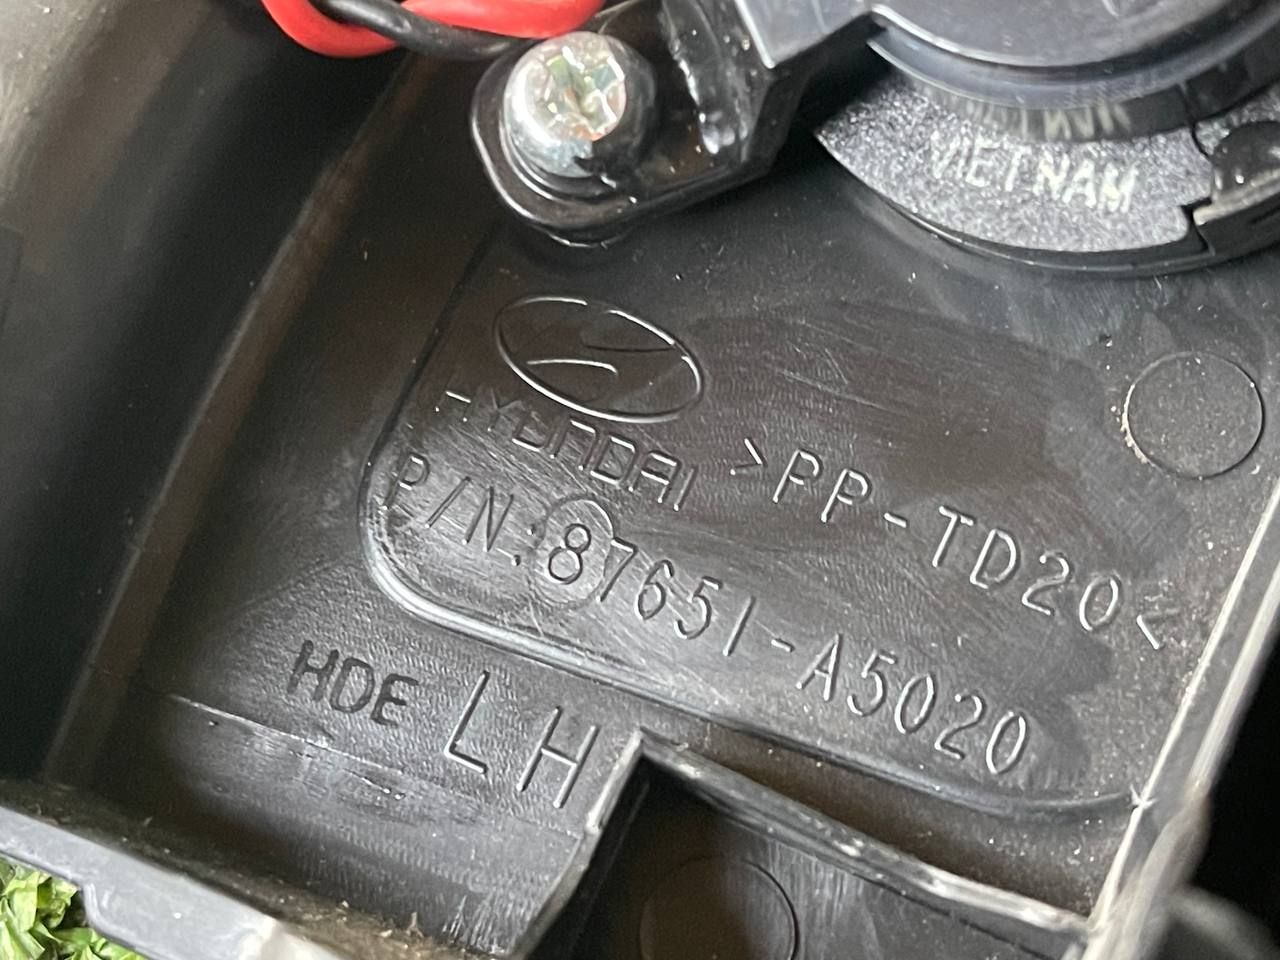 VIETNAM
HYUNDAI
>PP-TD20<
P/N:87651-A5020
HDE LH